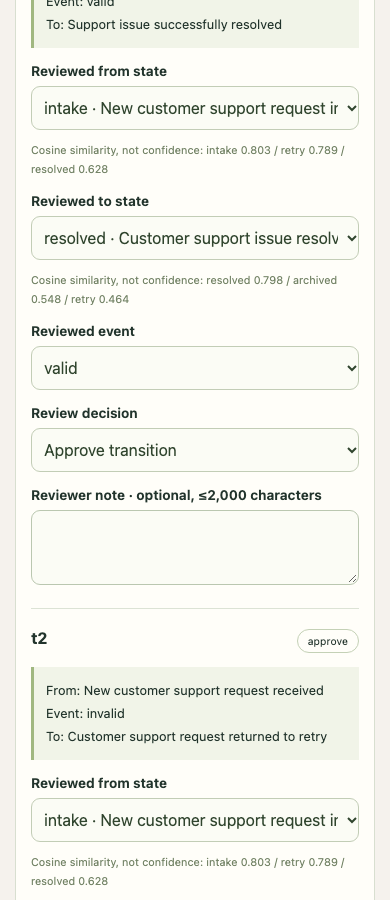 Event: valid
To: Support issue successfully resolved
Reviewed from state
intake · New customer support request ir
Cosine similarity, not confidence: intake 0.803 / retry 0.789 /
resolved 0.628
Reviewed to state
resolved · Customer support issue resolv
Cosine similarity, not confidence: resolved 0.798 / archived
0.548 / retry 0.464
Reviewed event
valid
Review decision
Approve transition
Reviewer note · optional, ≤2,000 characters
t2
approve
From: New customer support request received
Event: invalid
To: Customer support request returned to retry
Reviewed from state
intake · New customer support request ir
Cosine similarity, not confidence: intake 0.803 / retry 0.789 /
resolved 0.628